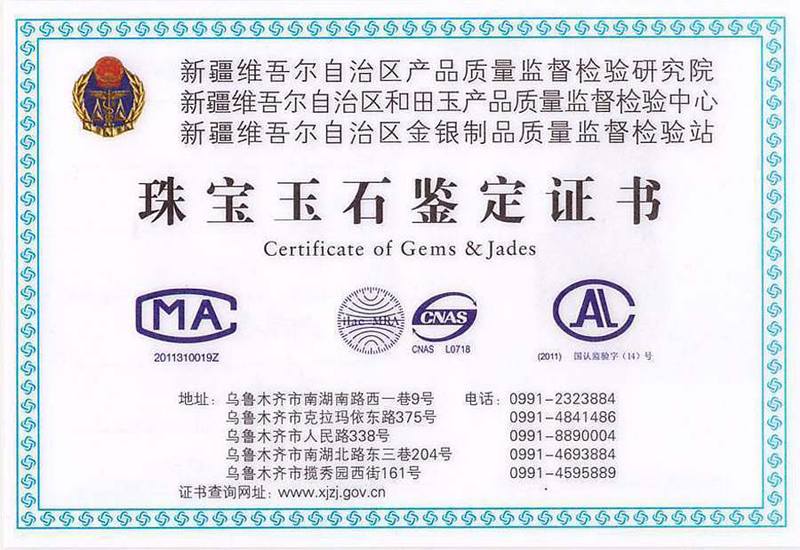 新疆维吾尔自治区产品质量监督检验研究院
新疆维吾尔自治区和田玉产品质量监督检验中心
新疆维吾尔自治区金银制品质量监督检验站
珠宝玉石鉴定证书
Certificate of Gems & Jades
CMA
2011310019Z
ilac-MRA
CNAS
CNAS L0718
CAL
(2011) 国认监验字(14)号
地址：乌鲁木齐市南湖南路西一巷9号 电话：0991-2323884
乌鲁木齐市克拉玛依东路375号 0991-4841486
乌鲁木齐市人民路338号 0991-8890004
乌鲁木齐市南湖北路东三巷204号 0991-4693884
乌鲁木齐市揽秀园西街161号 0991-4595889
证书查询网址：www.xjzj.gov.cn